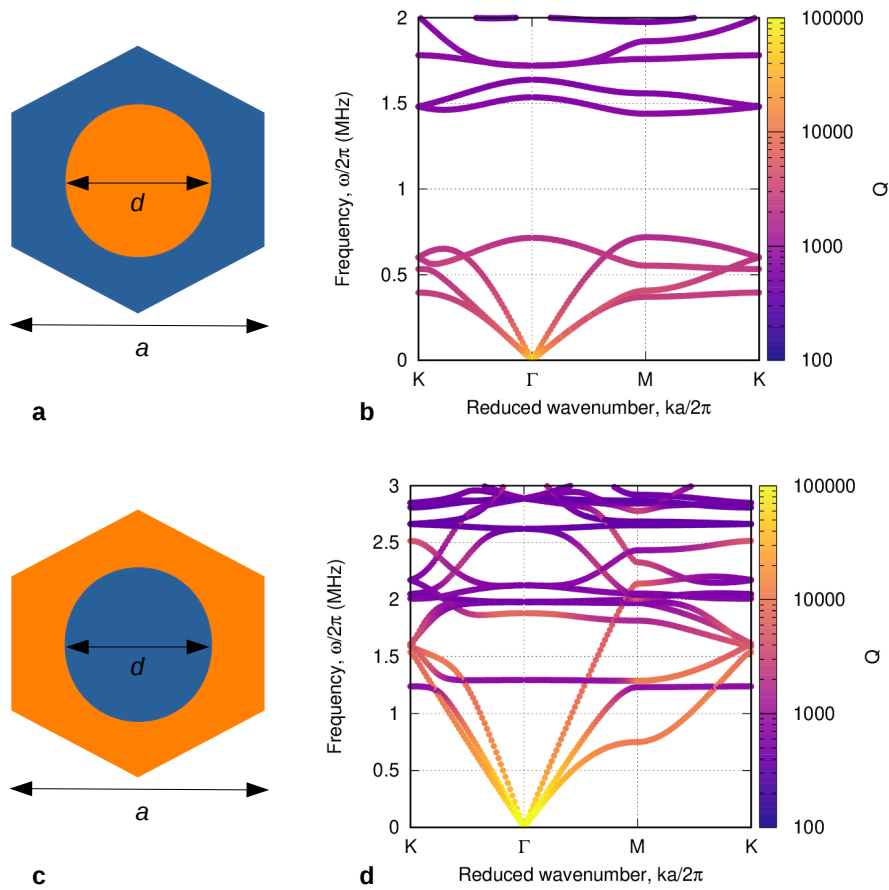 d
a
a
Frequency, ω/2π (MHz)
2
1.5
1
0.5
0
K Γ M K
Reduced wavenumber, ka/2π
100000
10000
1000
100
Q
b
d
a
c
Frequency, ω/2π (MHz)
3
2.5
2
1.5
1
0.5
0
K Γ M K
Reduced wavenumber, ka/2π
100000
10000
1000
100
Q
d